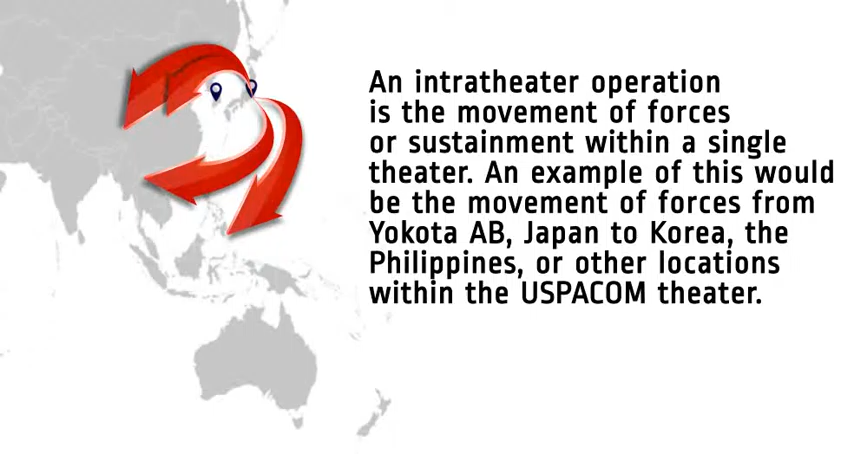 An intratheater operation
is the movement of forces
or sustainment within a single
theater. An example of this would
be the movement of forces from
Yokota AB, Japan to Korea, the
Philippines, or other locations
within the USPACOM theater.